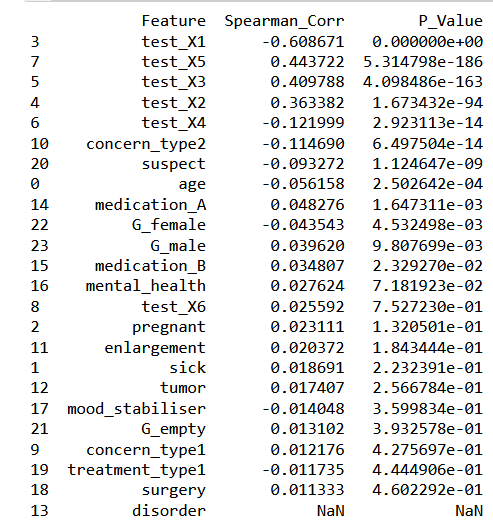 Feature Spearman_Corr P_Value
3 test_X1 -0.608671 0.000000e+00
7 test_X5 0.443722 5.314798e-186
5 test_X3 0.409788 4.098486e-163
4 test_X2 0.363382 1.673432e-94
6 test_X4 -0.121999 2.923113e-14
10 concern_type2 -0.114690 6.497504e-14
20 suspect -0.093272 1.124647e-09
0 age -0.056158 2.502642e-04
14 medication_A 0.048276 1.647311e-03
22 G_female -0.043543 4.532498e-03
23 G_male 0.039620 9.807699e-03
15 medication_B 0.034807 2.329270e-02
16 mental_health 0.027624 7.181923e-02
8 test_X6 0.025592 7.527230e-01
2 pregnant 0.023111 1.320501e-01
11 enlargement 0.020372 1.843444e-01
1 sick 0.018691 2.232391e-01
12 tumor 0.017407 2.566784e-01
17 mood_stabiliser -0.014048 3.599834e-01
21 G_empty 0.013102 3.932578e-01
9 concern_type1 0.012176 4.275697e-01
19 treatment_type1 -0.011735 4.444906e-01
18 surgery 0.011333 4.602292e-01
13 disorder NaN NaN